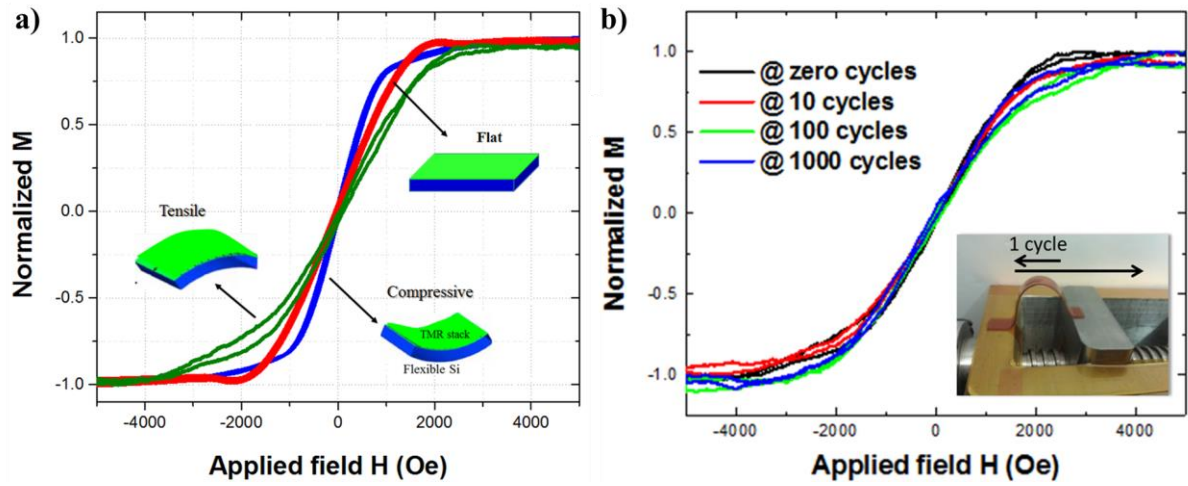 a)
1.0
0.5
0.0
-0.5
-1.0
-4000 -2000 0 2000 4000
Normalized M
Applied field H (Oe)
Flat
Tensile
Compressive
TMR stack
Flexible Si
b)
1.0
0.5
0.0
-0.5
-1.0
-4000 -2000 0 2000 4000
Normalized M
Applied field H (Oe)
@ zero cycles
@ 10 cycles
@ 100 cycles
@ 1000 cycles
1 cycle